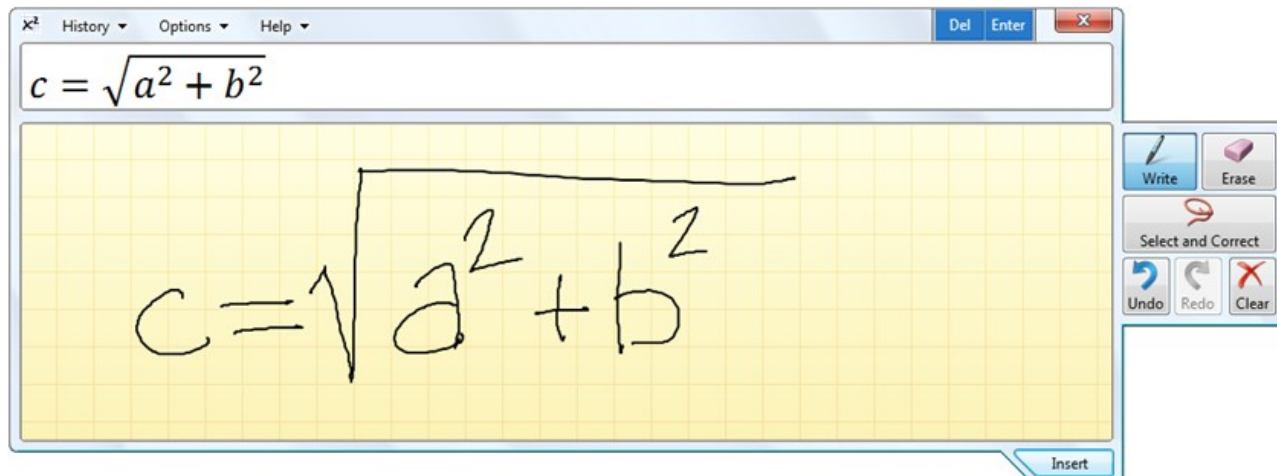 x² History Options Help Del Enter
c = √(a² + b²)
c = √(a² + b²)
Write Erase
Select and Correct
Undo Redo Clear
Insert